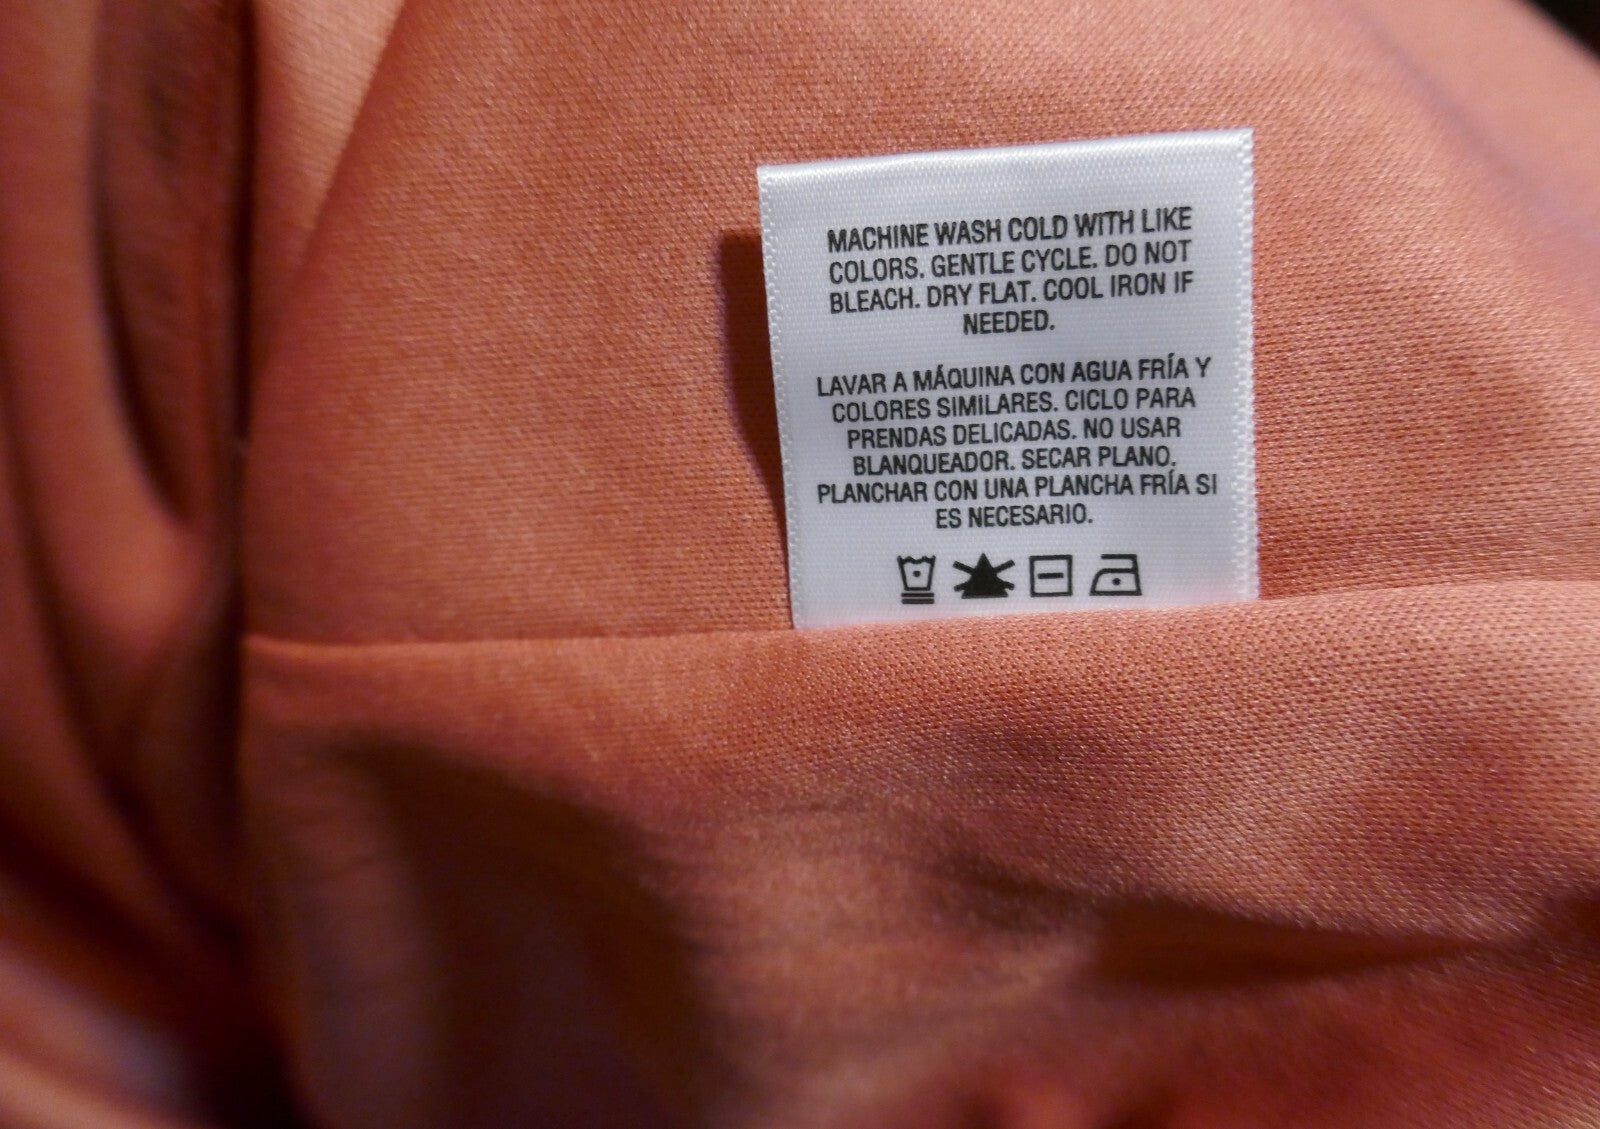 MACHINE WASH COLD WITH LIKE
COLORS. GENTLE CYCLE. DO NOT
BLEACH. DRY FLAT. COOL IRON IF
NEEDED.
LAVAR A MÁQUINA CON AGUA FRÍA Y
COLORES SIMILARES. CICLO PARA
PRENDAS DELICADAS. NO USAR
BLANQUEADOR. SECAR PLANO.
PLANCHAR CON UNA PLANCHA FRÍA SI
ES NECESARIO.